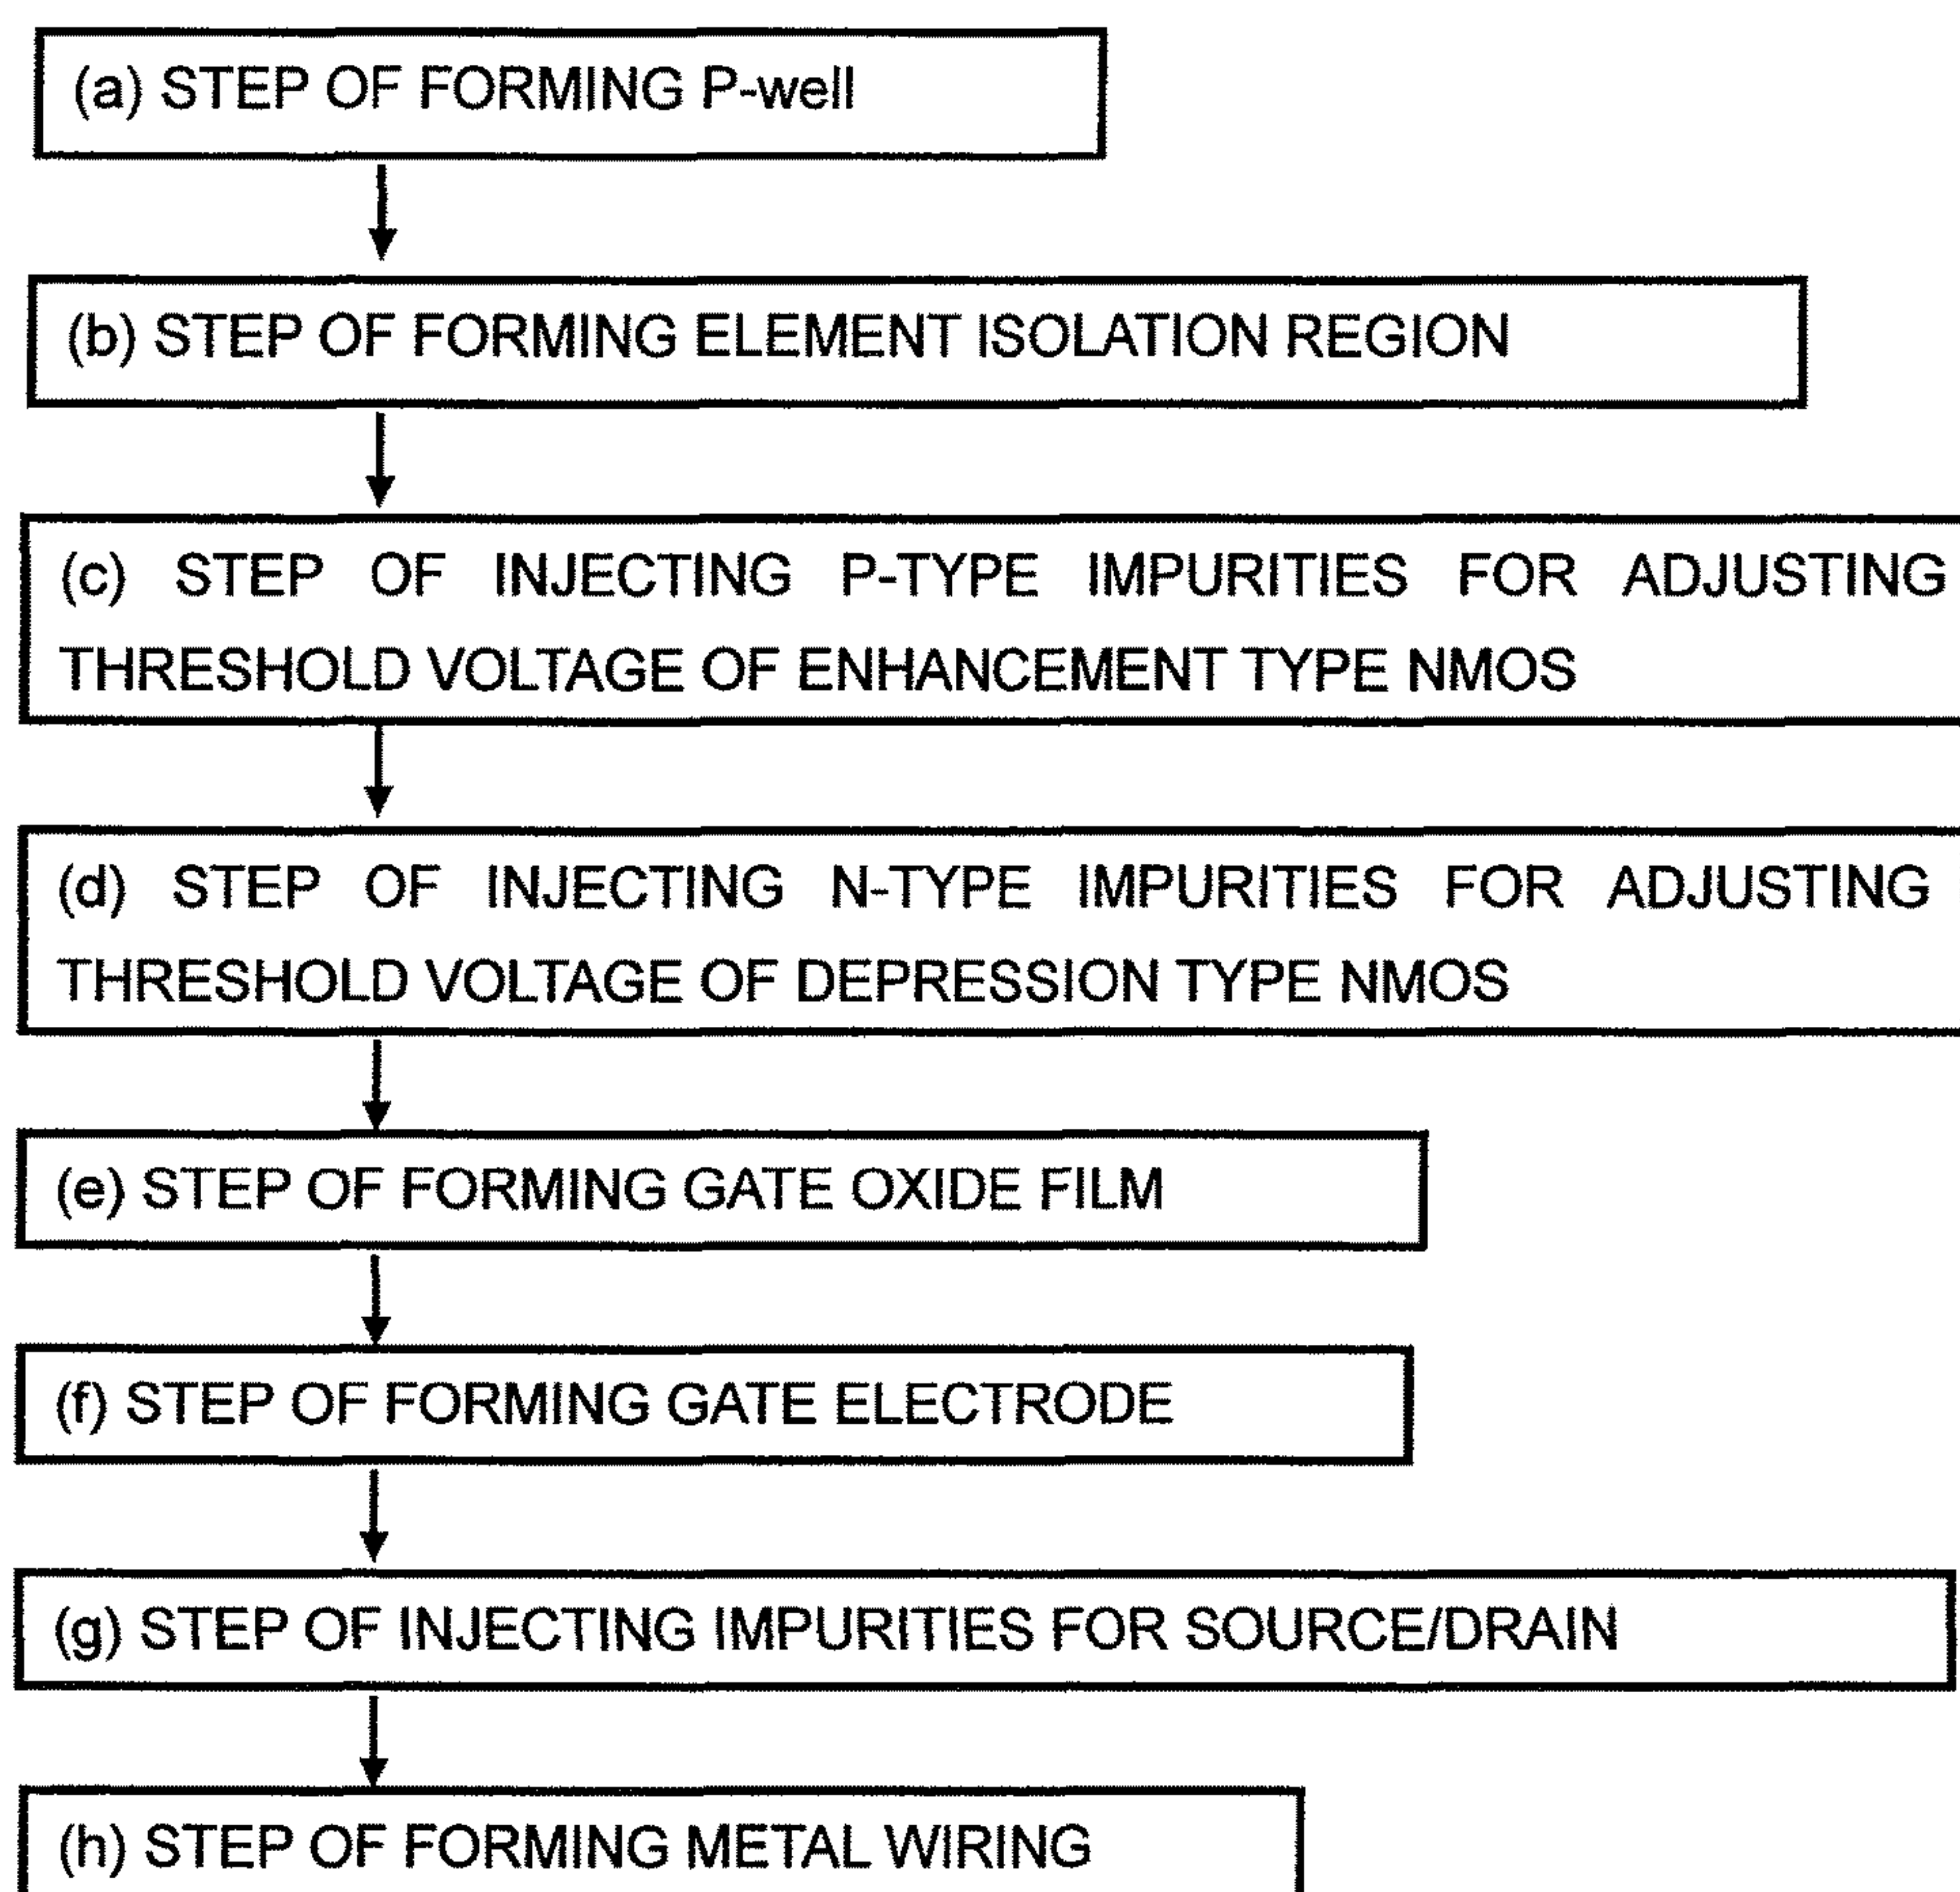 (a) STEP OF FORMING P-well
(b) STEP OF FORMING ELEMENT ISOLATION REGION
(c) STEP OF INJECTING P-TYPE IMPURITIES FOR ADJUSTING
THRESHOLD VOLTAGE OF ENHANCEMENT TYPE NMOS
(d) STEP OF INJECTING N-TYPE IMPURITIES FOR ADJUSTING
THRESHOLD VOLTAGE OF DEPRESSION TYPE NMOS
(e) STEP OF FORMING GATE OXIDE FILM
(f) STEP OF FORMING GATE ELECTRODE
(g) STEP OF INJECTING IMPURITIES FOR SOURCE/DRAIN
(h) STEP OF FORMING METAL WIRING